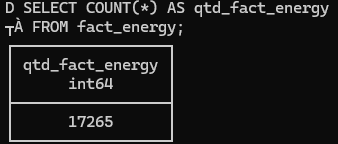 D SELECT COUNT(*) AS qtd_fact_energy
┬À FROM fact_energy;
qtd_fact_energy
int64
17265